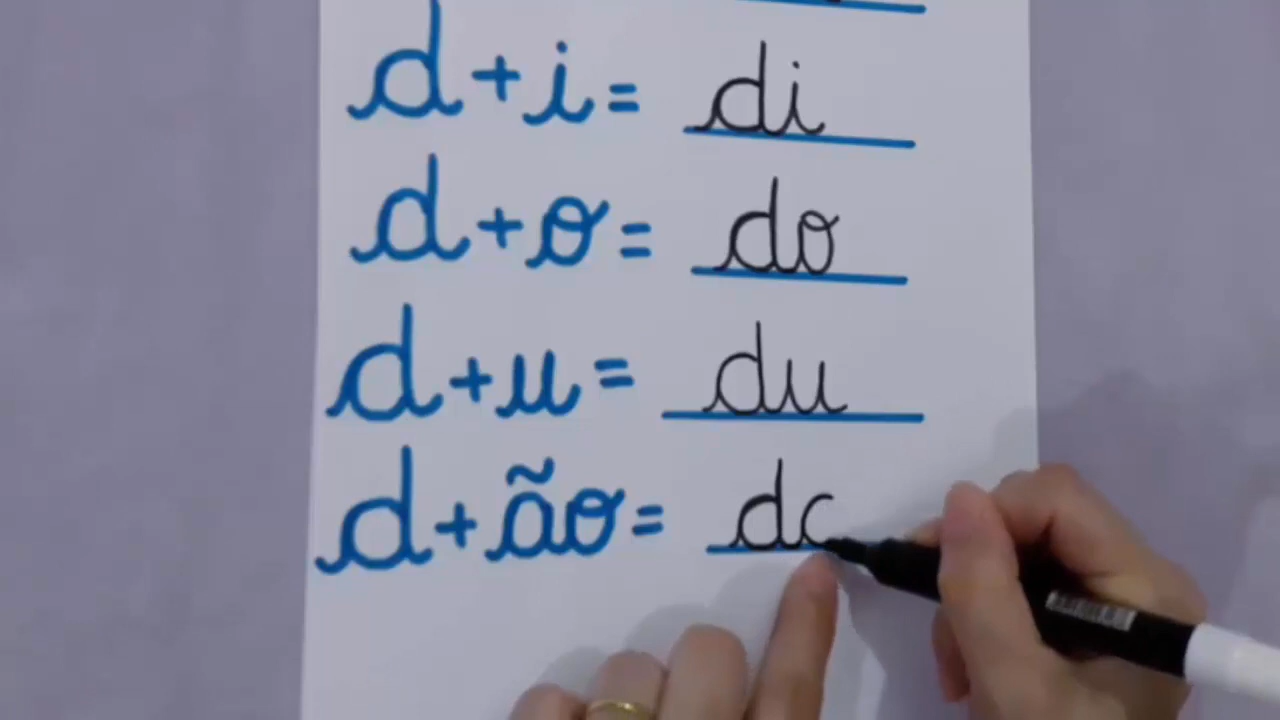 d+i= di
d+o= do
d+u= du
d+ão= dc